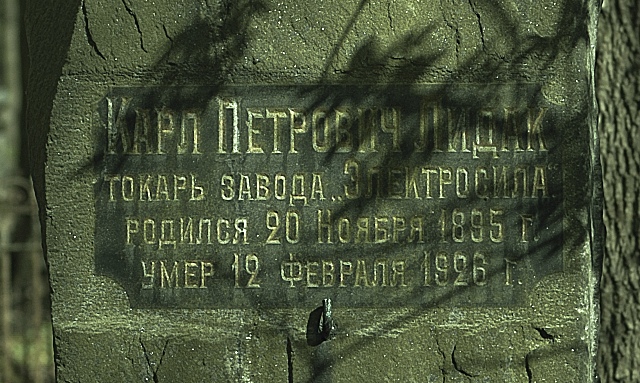 Карл Петрович Лидак
токарь завода „Электросила"
родился 20 Ноября 1895 г.
умер 12 Февраля 1926 г.